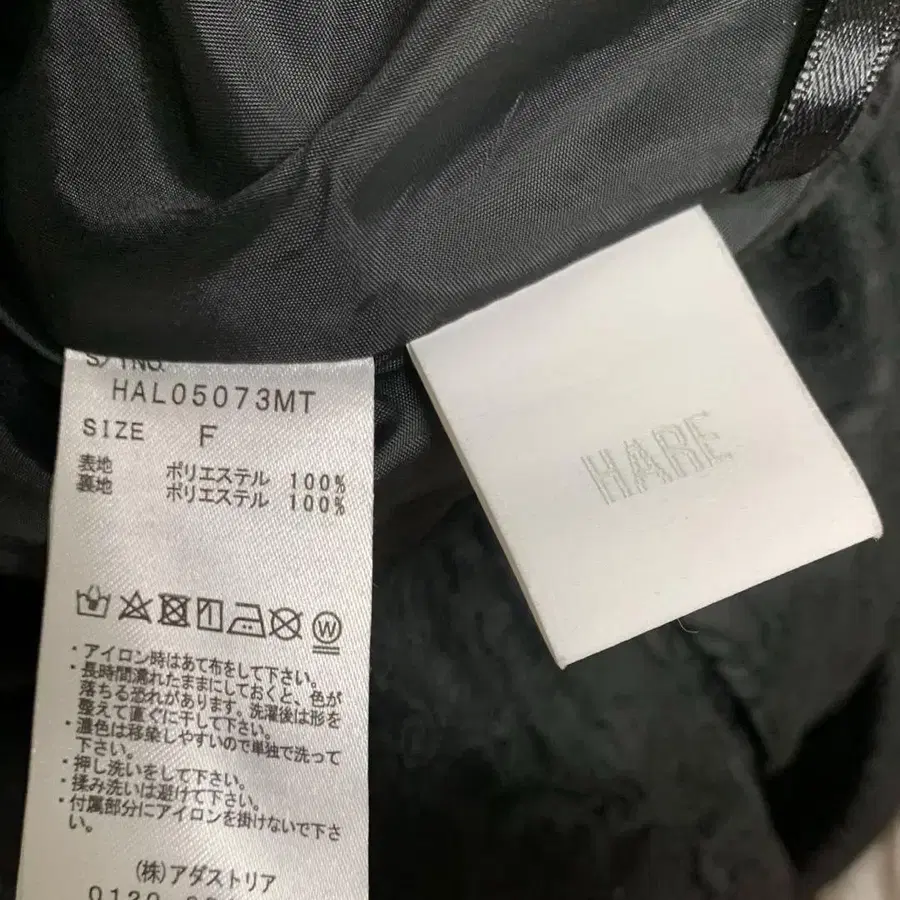 HAL05073MT
SIZE F
表地 ポリエステル 100%
裏地 ポリエステル 100%
・アイロン時はあて布をして下さい。
・長時間濡れたままにしておくと、色が
落ちる恐れがあります。洗濯後は形を
整えて直ぐに干して下さい。
・濃色は移染しやすいので単独で洗って
下さい。
・押し洗いをして下さい。
・揉み洗いは避けて下さい。
・付属部分にアイロンを掛けないで下さ
い。
(株)アダストリア
W
HARE